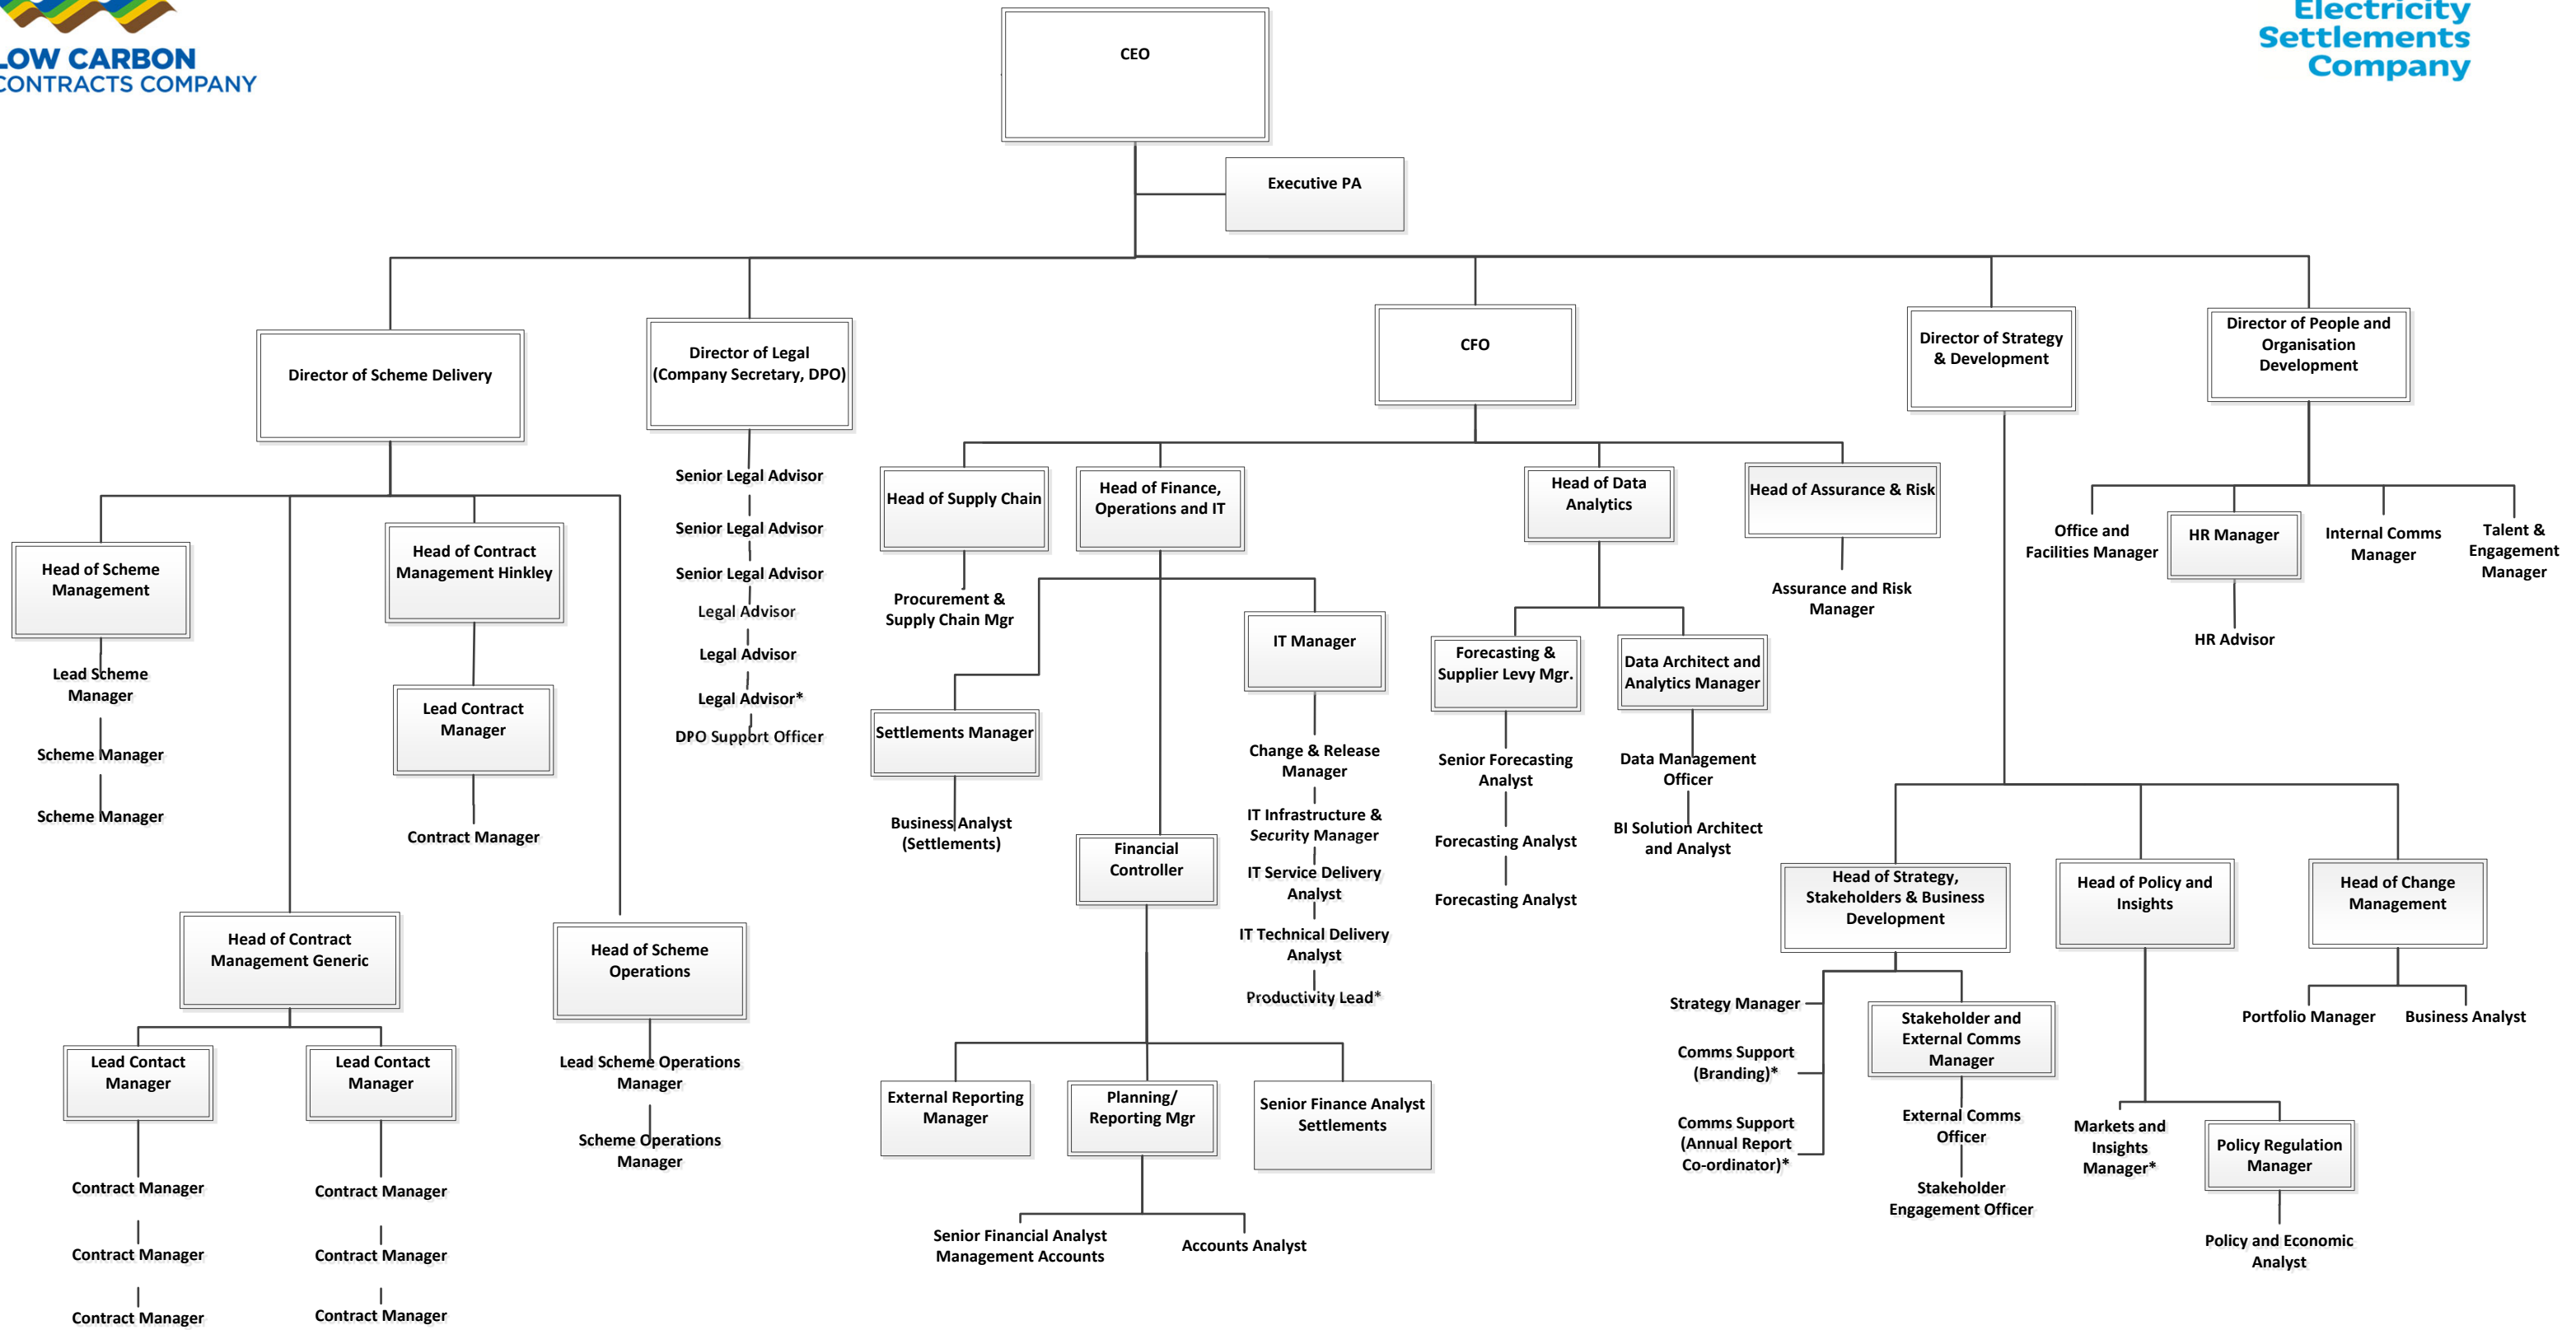 LOW CARBON
CONTRACTS COMPANY
Electricity
Settlements
Company
CEO
Executive PA
Director of Scheme Delivery
Director of Legal
(Company Secretary, DPO)
CFO
Director of Strategy
& Development
Director of People and
Organisation
Development
Head of Scheme
Management
Lead Scheme
Manager
Scheme Manager
Scheme Manager
Head of Contract
Management Generic
Lead Contact
Manager
Contract Manager
Contract Manager
Contract Manager
Lead Contact
Manager
Contract Manager
Contract Manager
Contract Manager
Head of Contract
Management Hinkley
Lead Contract
Manager
Contract Manager
Head of Scheme
Operations
Lead Scheme Operations
Manager
Scheme Operations
Manager
Senior Legal Advisor
Senior Legal Advisor
Senior Legal Advisor
Legal Advisor
Legal Advisor
Legal Advisor*
DPO Support Officer
Head of Supply Chain
Procurement &
Supply Chain Mgr
Head of Finance,
Operations and IT
Settlements Manager
Business Analyst
(Settlements)
Financial
Controller
External Reporting
Manager
Planning/
Reporting Mgr
Senior Financial Analyst
Management Accounts
Accounts Analyst
Senior Finance Analyst
Settlements
IT Manager
Change & Release
Manager
IT Infrastructure &
Security Manager
IT Service Delivery
Analyst
IT Technical Delivery
Analyst
Productivity Lead*
Head of Data
Analytics
Forecasting &
Supplier Levy Mgr.
Senior Forecasting
Analyst
Forecasting Analyst
Forecasting Analyst
Data Architect and
Analytics Manager
Data Management
Officer
BI Solution Architect
and Analyst
Head of Assurance & Risk
Assurance and Risk
Manager
Head of Strategy,
Stakeholders & Business
Development
Strategy Manager
Comms Support
(Branding)*
Comms Support
(Annual Report
Co-ordinator)*
Stakeholder and
External Comms
Manager
External Comms
Officer
Stakeholder
Engagement Officer
Head of Policy and
Insights
Markets and
Insights
Manager*
Policy Regulation
Manager
Policy and Economic
Analyst
Head of Change
Management
Portfolio Manager
Business Analyst
Office and
Facilities Manager
HR Manager
HR Advisor
Internal Comms
Manager
Talent &
Engagement
Manager